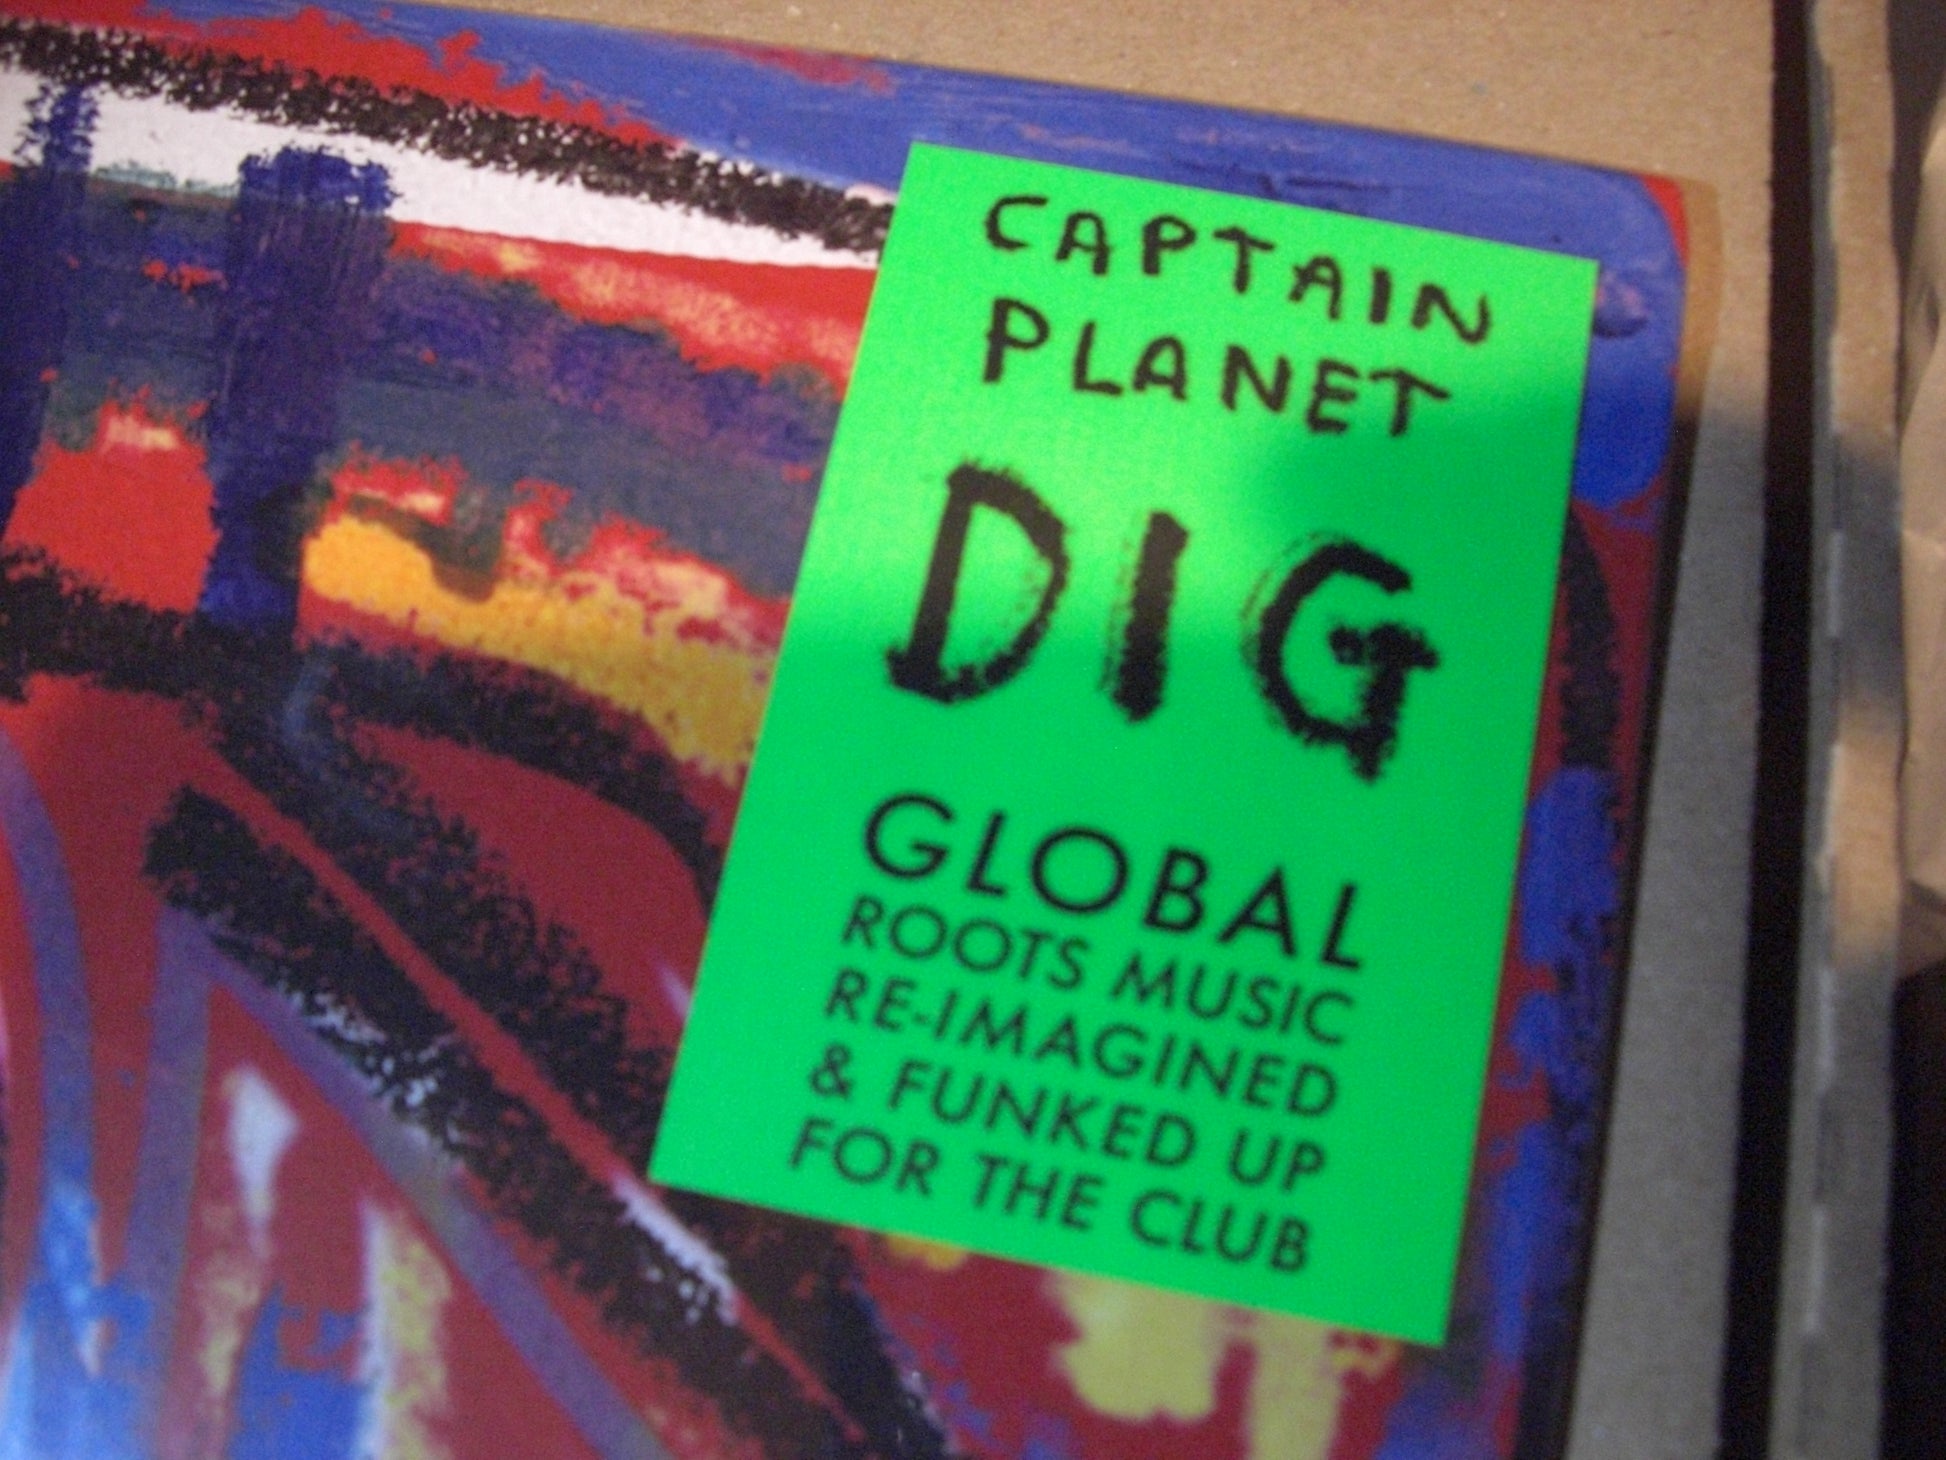 CAPTAIN
PLANET
DIG
GLOBAL
ROOTS MUSIC
RE-IMAGINED
& FUNKED UP
FOR THE CLUB